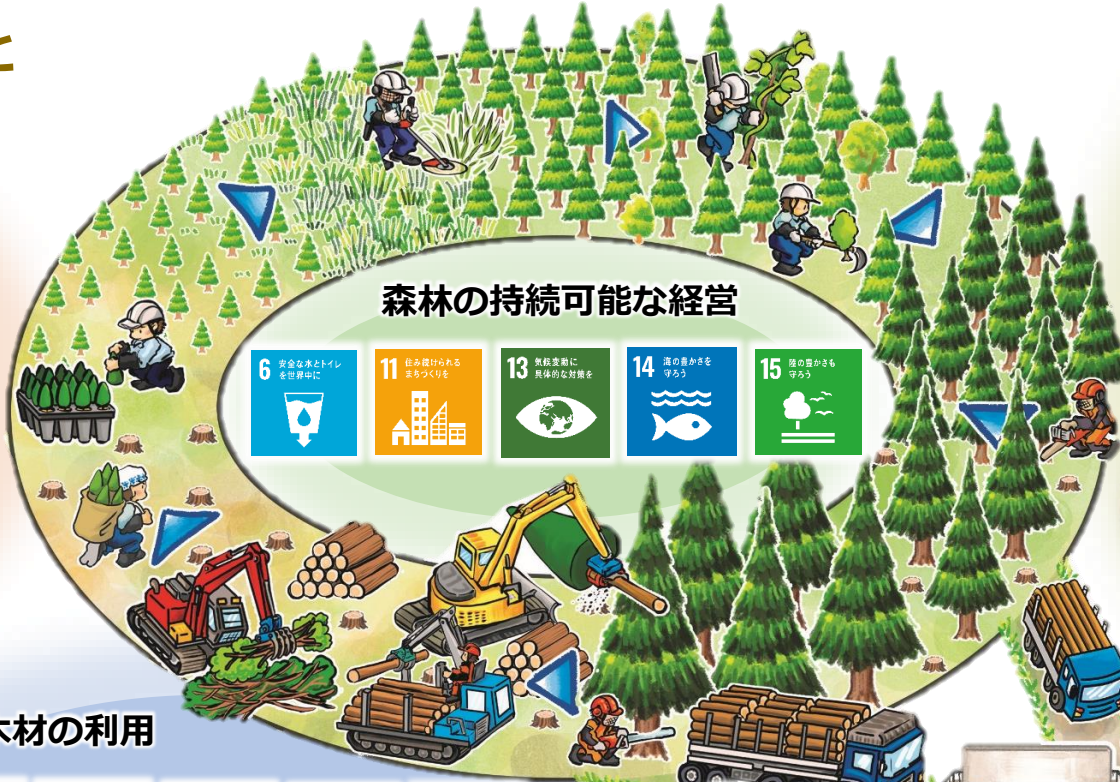 と
森林の持続可能な経営
6 安全な水とトイレ
を世界中に
11 住み続けられる
まちづくりを
13 気候変動に
具体的な対策を
14 海の豊かさを
守ろう
15 陸の豊かさも
守ろう
木材の利用